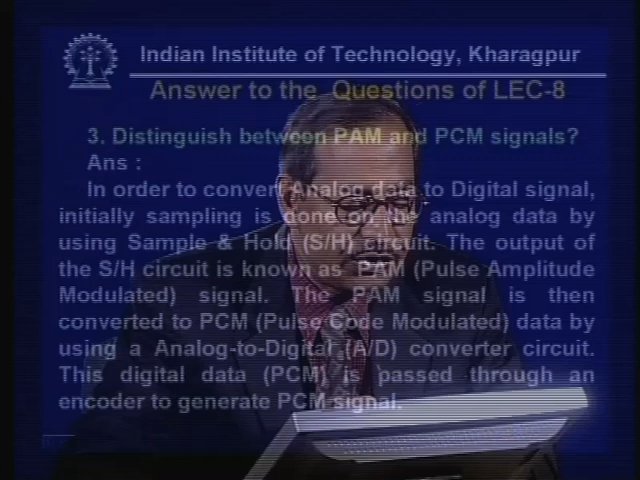 Indian Institute of Technology, Kharagpur
Answer to the Questions of LEC-8
3. Distinguish between PAM and PCM signals?
Ans :
In order to convert Analog data to Digital signal,
initially sampling is done on the analog data by
using Sample & Hold (S/H) circuit. The output of
the S/H circuit is known as PAM (Pulse Amplitude
Modulated) signal. The PAM signal is then
converted to PCM (Pulse Code Modulated) data by
using a Analog-to-Digital (A/D) converter circuit.
This digital data (PCM) is passed through an
encoder to generate PCM signal.